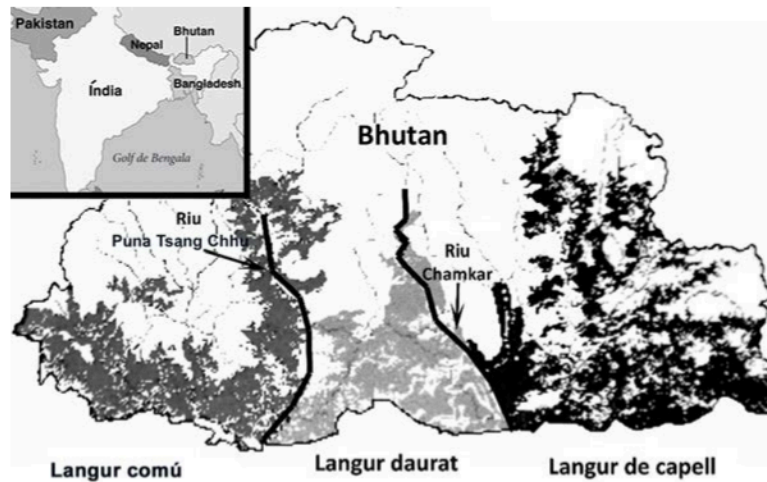 Pakistan
Bhutan
Nepal
Índia
Bangladesh
Golf de Bengala
Bhutan
Riu
Puna Tsang Chhu
Riu
Chamkar
Langur comú
Langur daurat
Langur de capell